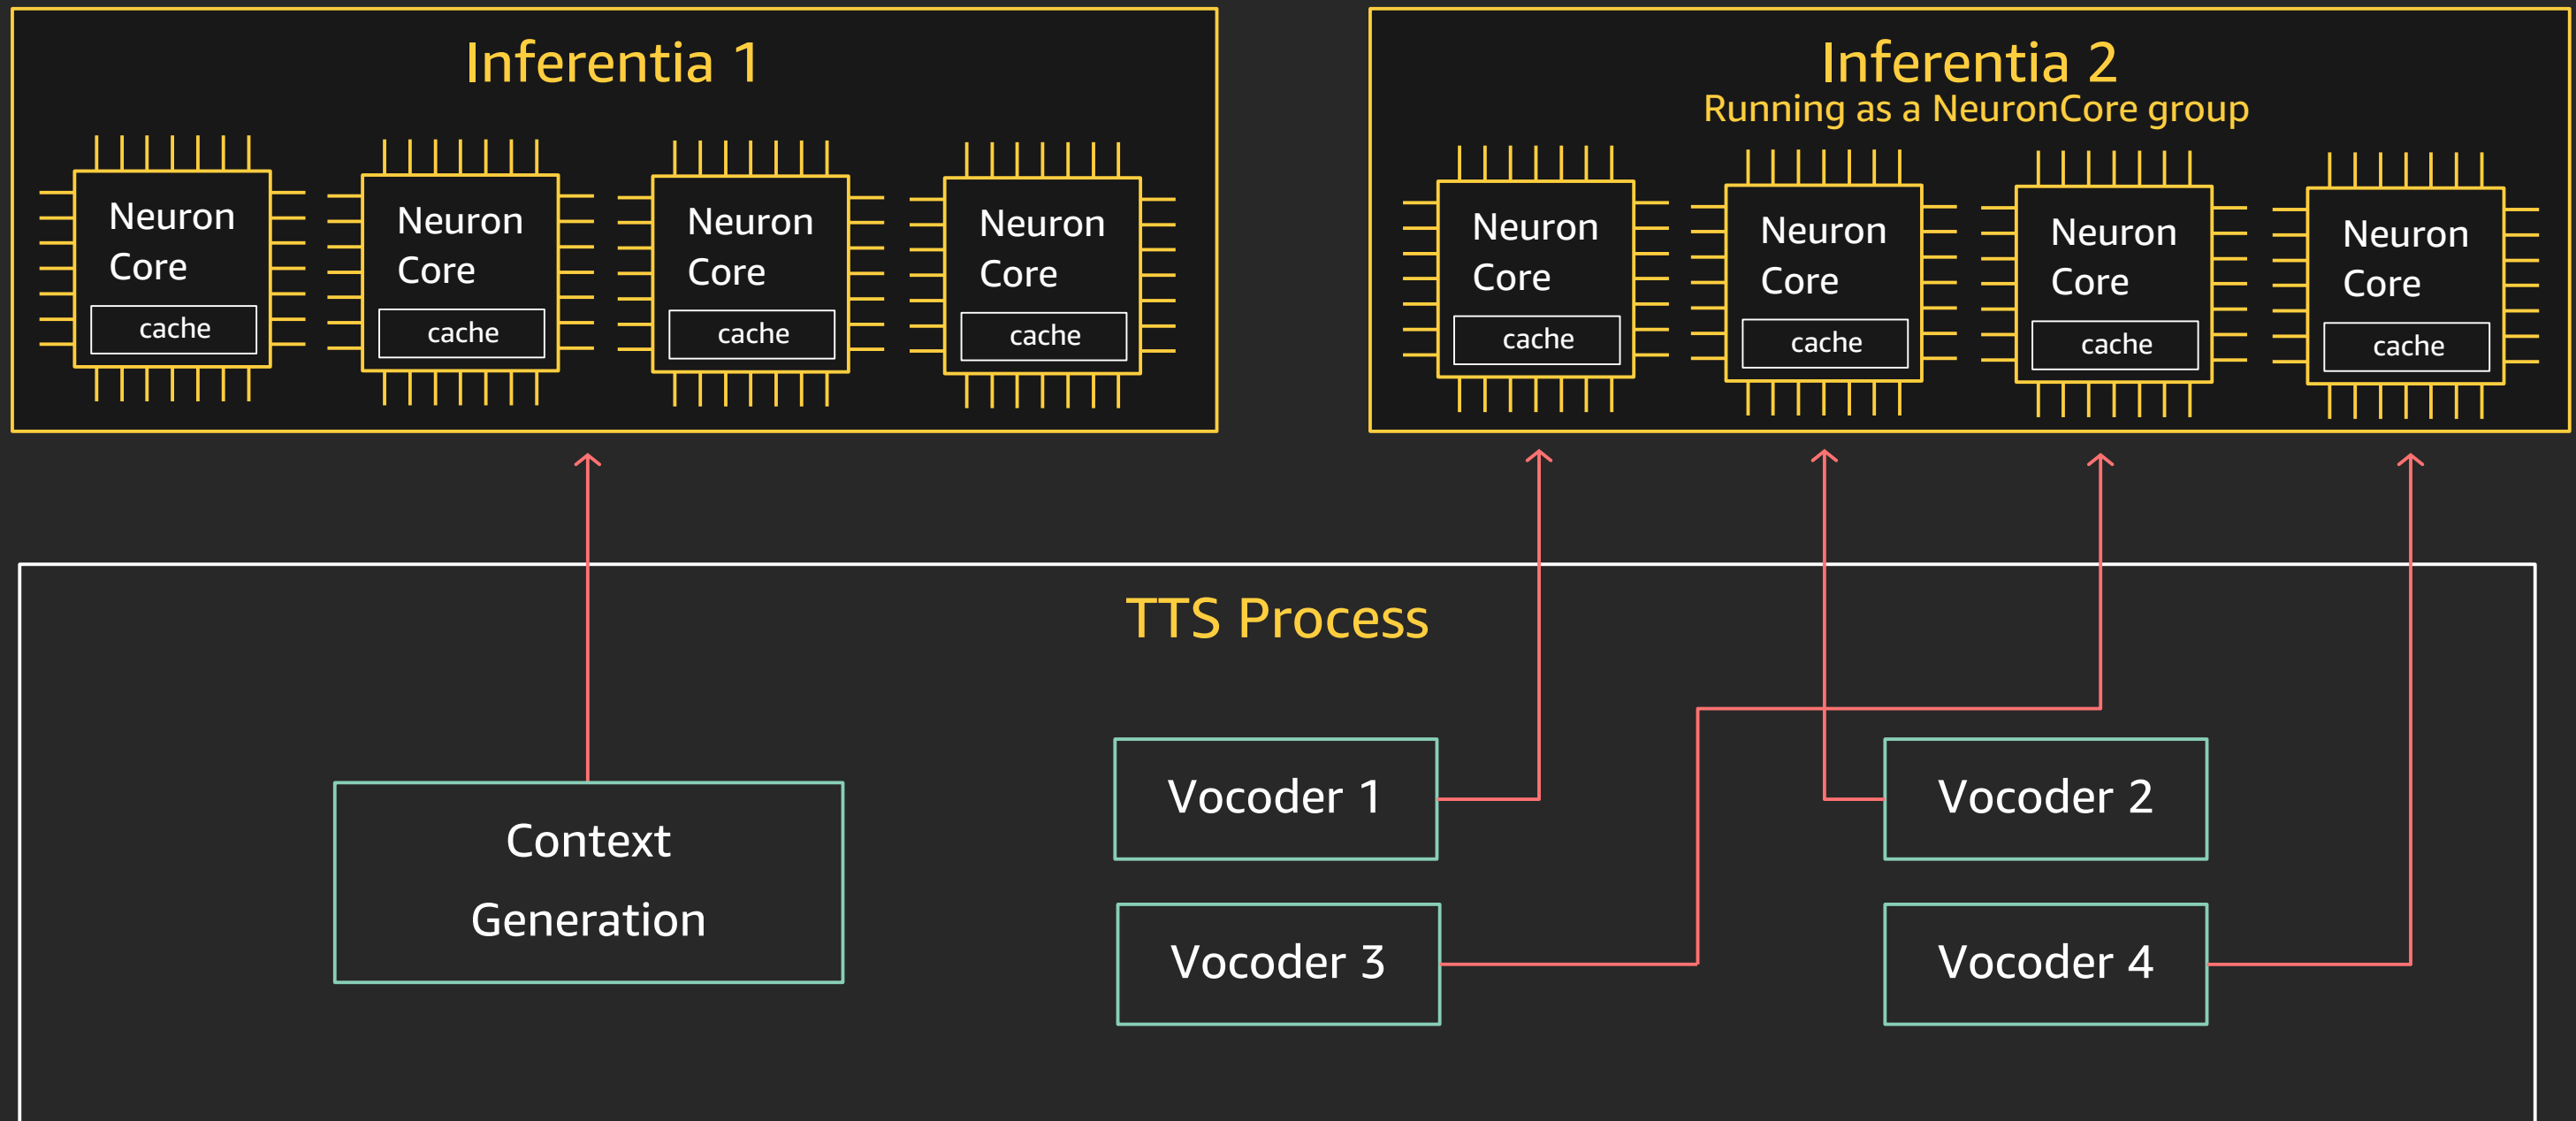 Inferentia 1
Neuron
Core
cache
Neuron
Core
cache
Neuron
Core
cache
Neuron
Core
cache
Inferentia 2
Running as a NeuronCore group
Neuron
Core
cache
Neuron
Core
cache
Neuron
Core
cache
Neuron
Core
cache
TTS Process
Context
Generation
Vocoder 1
Vocoder 2
Vocoder 3
Vocoder 4